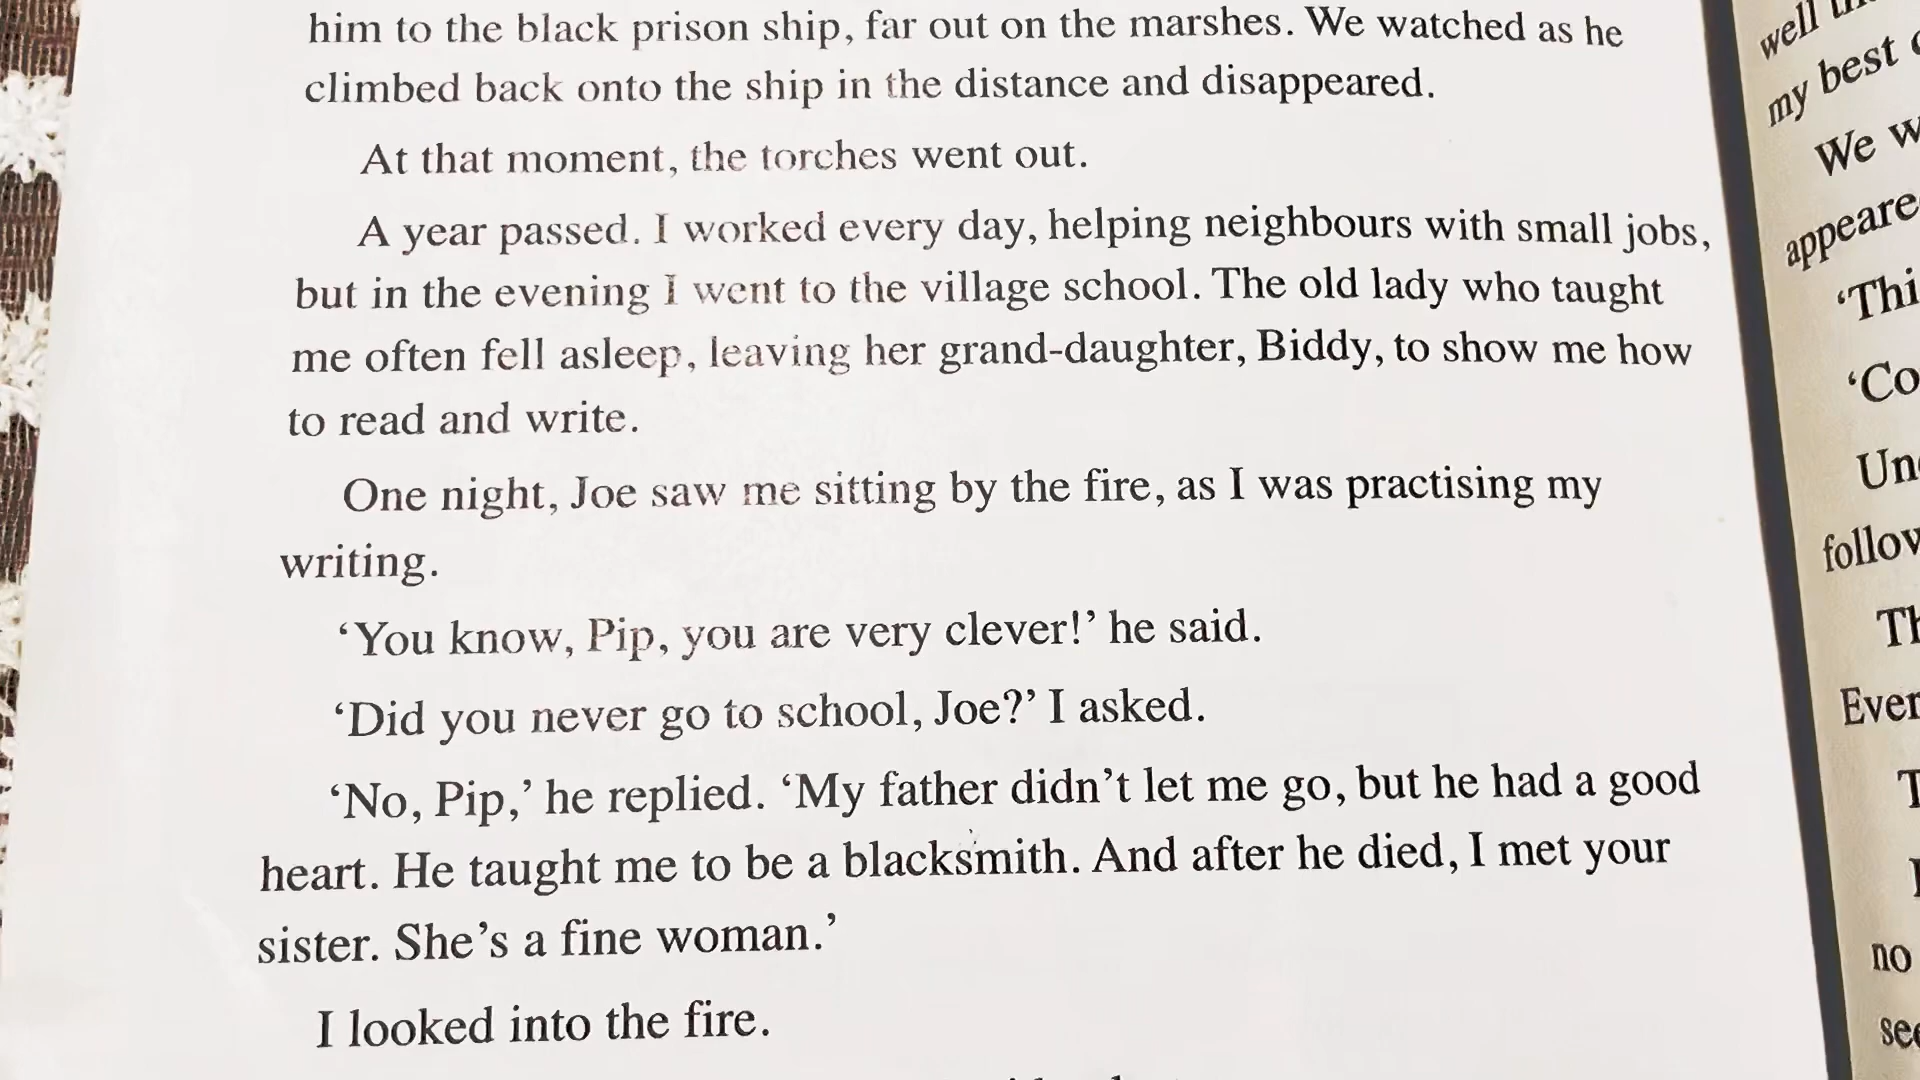 him to the black prison ship, far out on the marshes. We watched as he
climbed back onto the ship in the distance and disappeared.
At that moment, the torches went out.
A year passed. I worked every day, helping neighbours with small jobs,
but in the evening I went to the village school. The old lady who taught
me often fell asleep, leaving her grand-daughter, Biddy, to show me how
to read and write.
One night, Joe saw me sitting by the fire, as I was practising my
writing.
‘You know, Pip, you are very clever!’ he said.
‘Did you never go to school, Joe?’ I asked.
‘No, Pip,’ he replied. ‘My father didn’t let me go, but he had a good
heart. He taught me to be a blacksmith. And after he died, I met your
sister. She’s a fine woman.’
I looked into the fire.
well
my best
We
no